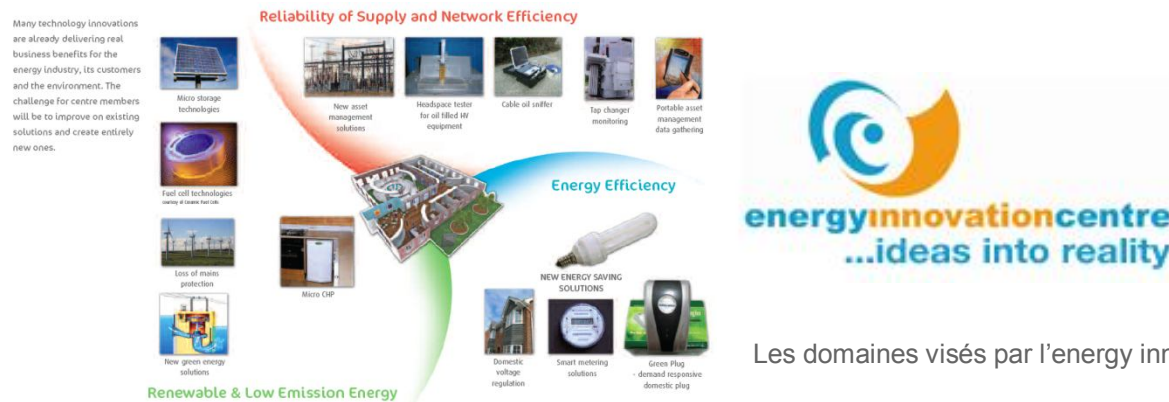 Reliability of Supply and Network Efficiency
Many technology innovations
are already delivering real
business benefits for the
energy industry, its customers
and the environment. The
challenge for centre members
will be to improve on existing
solutions and create entirely
new ones.
Micro storage
technologies
New asset
management
solutions
Headspace tester
for oil filled HV
equipment
Cable oil sniffer
Tap changer
monitoring
Portable asset
management
data gathering
Fuel cell technologies
courtesy of Ceramic Fuel Cells
Energy Efficiency
Loss of mains
protection
Micro CHP
NEW ENERGY SAVING
SOLUTIONS
New green energy
solutions
Domestic
voltage
regulation
Smart metering
solutions
Green Plug
- demand responsive
domestic plug
Renewable & Low Emission Energy
energyinnovationcentre
...ideas into reality
Les domaines visés par l’energy inn